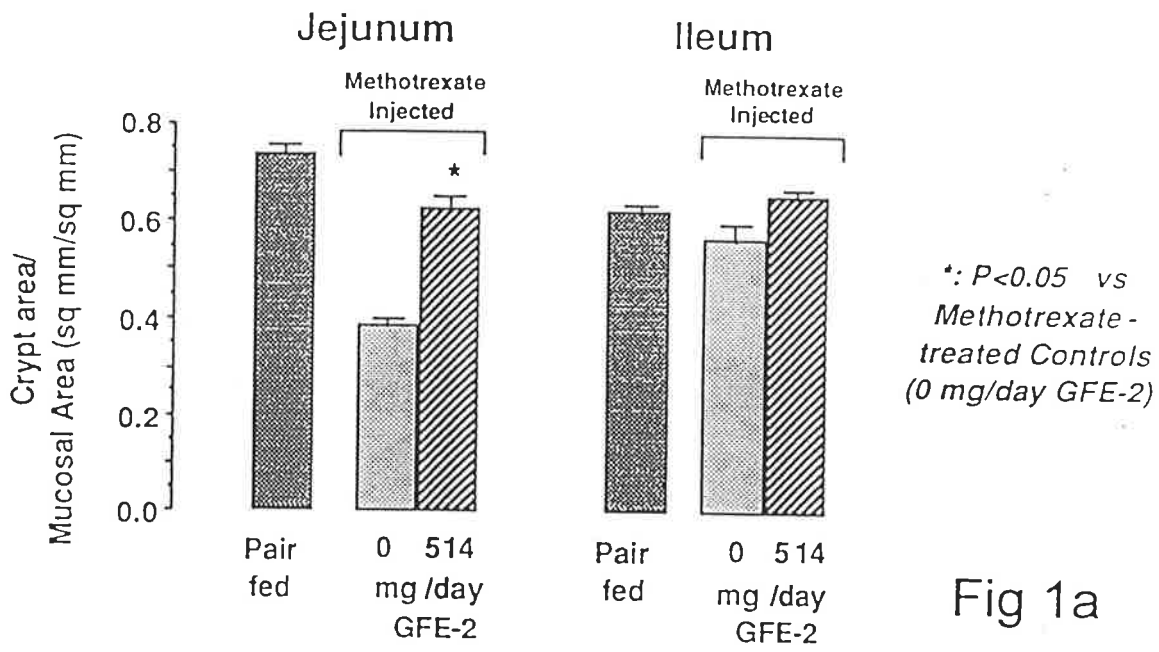 Jejunum
Ileum
Methotrexate
Injected
Methotrexate
Injected
Crypt area/
Mucosal Area (sq mm/sq mm)
0.8
0.6
0.4
0.2
0.0
*
*: P<0.05 vs
Methotrexate-
treated Controls
(0 mg/day GFE-2)
Pair
fed
0 514
mg /day
GFE-2
Pair
fed
0 514
mg /day
GFE-2
Fig 1a